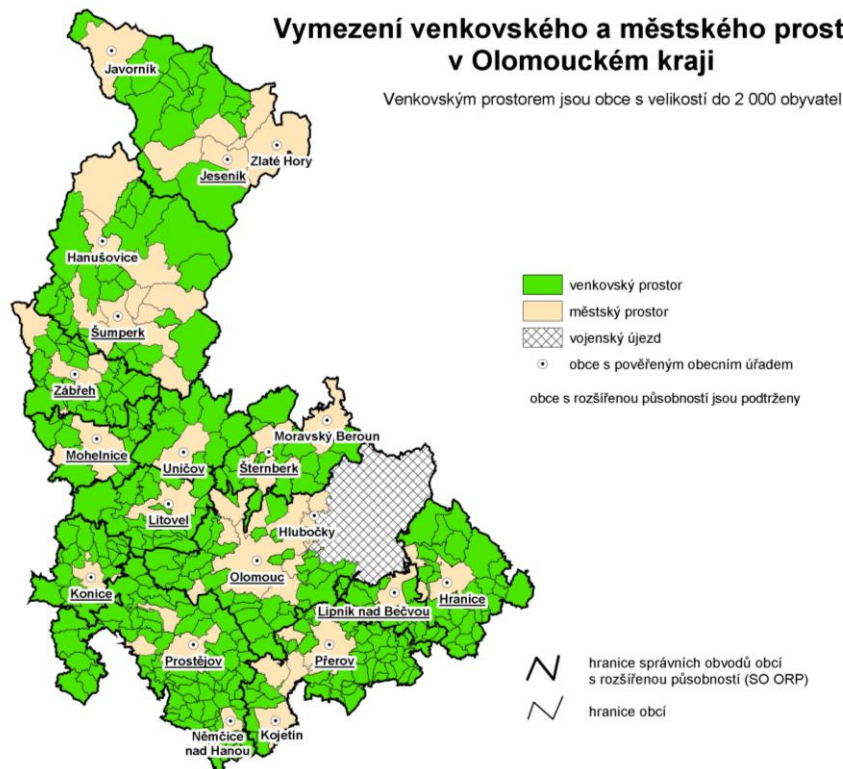 Vymezení venkovského a městského prost
v Olomouckém kraji
Venkovským prostorem jsou obce s velikostí do 2 000 obyvatel
Javorník
Zlaté Hory
Jeseník
Hanušovice
venkovský prostor
městský prostor
Šumperk
vojenský újezd
obce s pověřeným obecním úřadem
Zábřeh
obce s rozšířenou působností jsou podtrženy
Moravský Beroun
Mohelnice
Uničov
Šternberk
Litovel
Hlubočky
Olomouc
Konice
Hranice
Lipník nad Bečvou
Prostějov
Přerov
hranice správních obvodů obcí
s rozšířenou působností (SO ORP)
hranice obcí
Němčice
nad Hanou
Kojetín